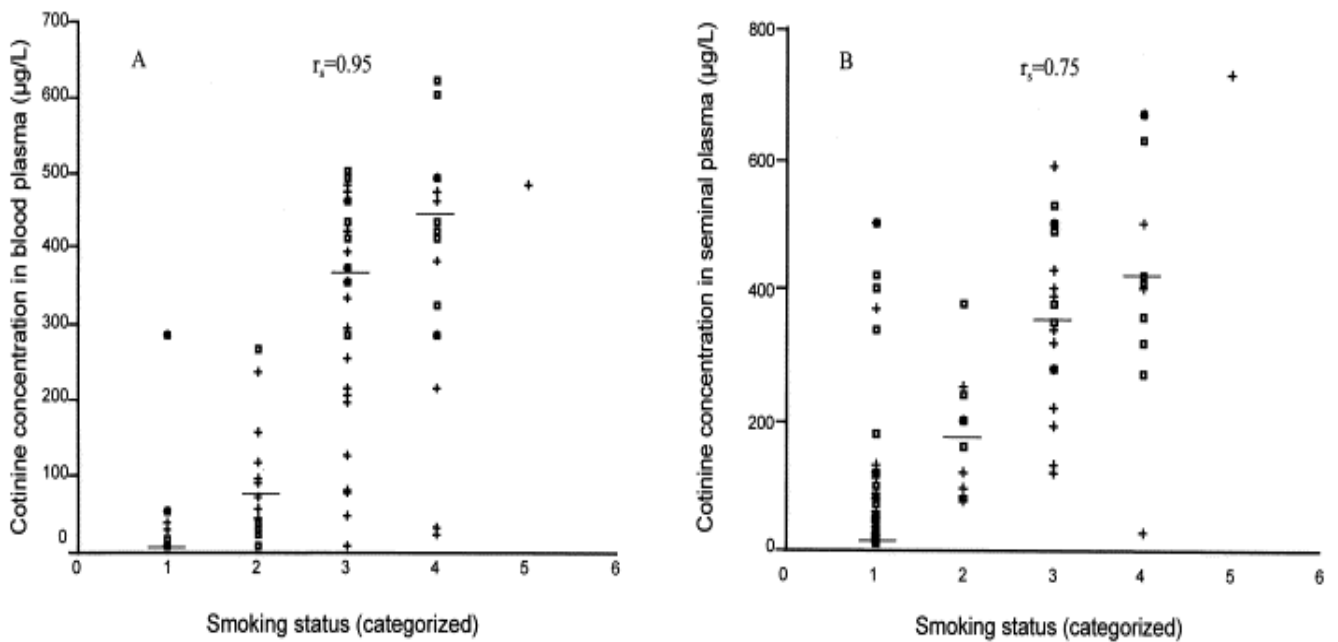 A
rs=0.95
Cotinine concentration in blood plasma (µg/L)
700
600
500
400
300
200
100
0
0 1 2 3 4 5 6
Smoking status (categorized)
B
rs=0.75
Cotinine concentration in seminal plasma (µg/L)
800
600
400
200
0
0 1 2 3 4 5 6
Smoking status (categorized)